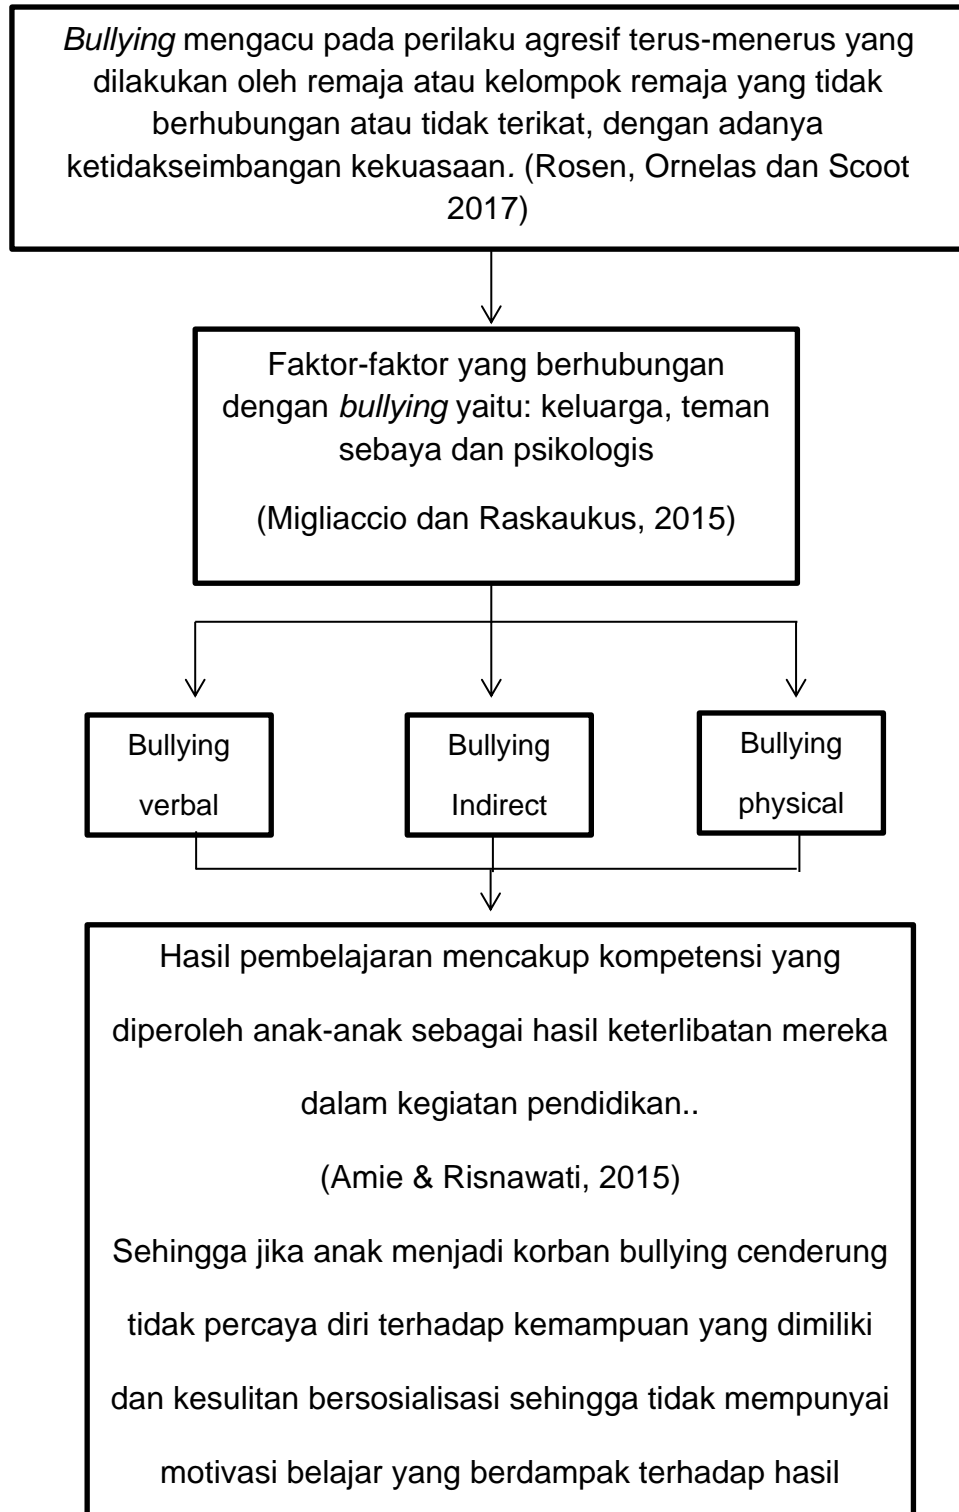 Bullying mengacu pada perilaku agresif terus-menerus yang
dilakukan oleh remaja atau kelompok remaja yang tidak
berhubungan atau tidak terikat, dengan adanya
ketidakseimbangan kekuasaan. (Rosen, Ornelas dan Scoot
2017)
Faktor-faktor yang berhubungan
dengan bullying yaitu: keluarga, teman
sebaya dan psikologis
(Migliaccio dan Raskaukus, 2015)
Bullying
verbal
Bullying
Indirect
Bullying
physical
Hasil pembelajaran mencakup kompetensi yang
diperoleh anak-anak sebagai hasil keterlibatan mereka
dalam kegiatan pendidikan..
(Amie & Risnawati, 2015)
Sehingga jika anak menjadi korban bullying cenderung
tidak percaya diri terhadap kemampuan yang dimiliki
dan kesulitan bersosialisasi sehingga tidak mempunyai
motivasi belajar yang berdampak terhadap hasil